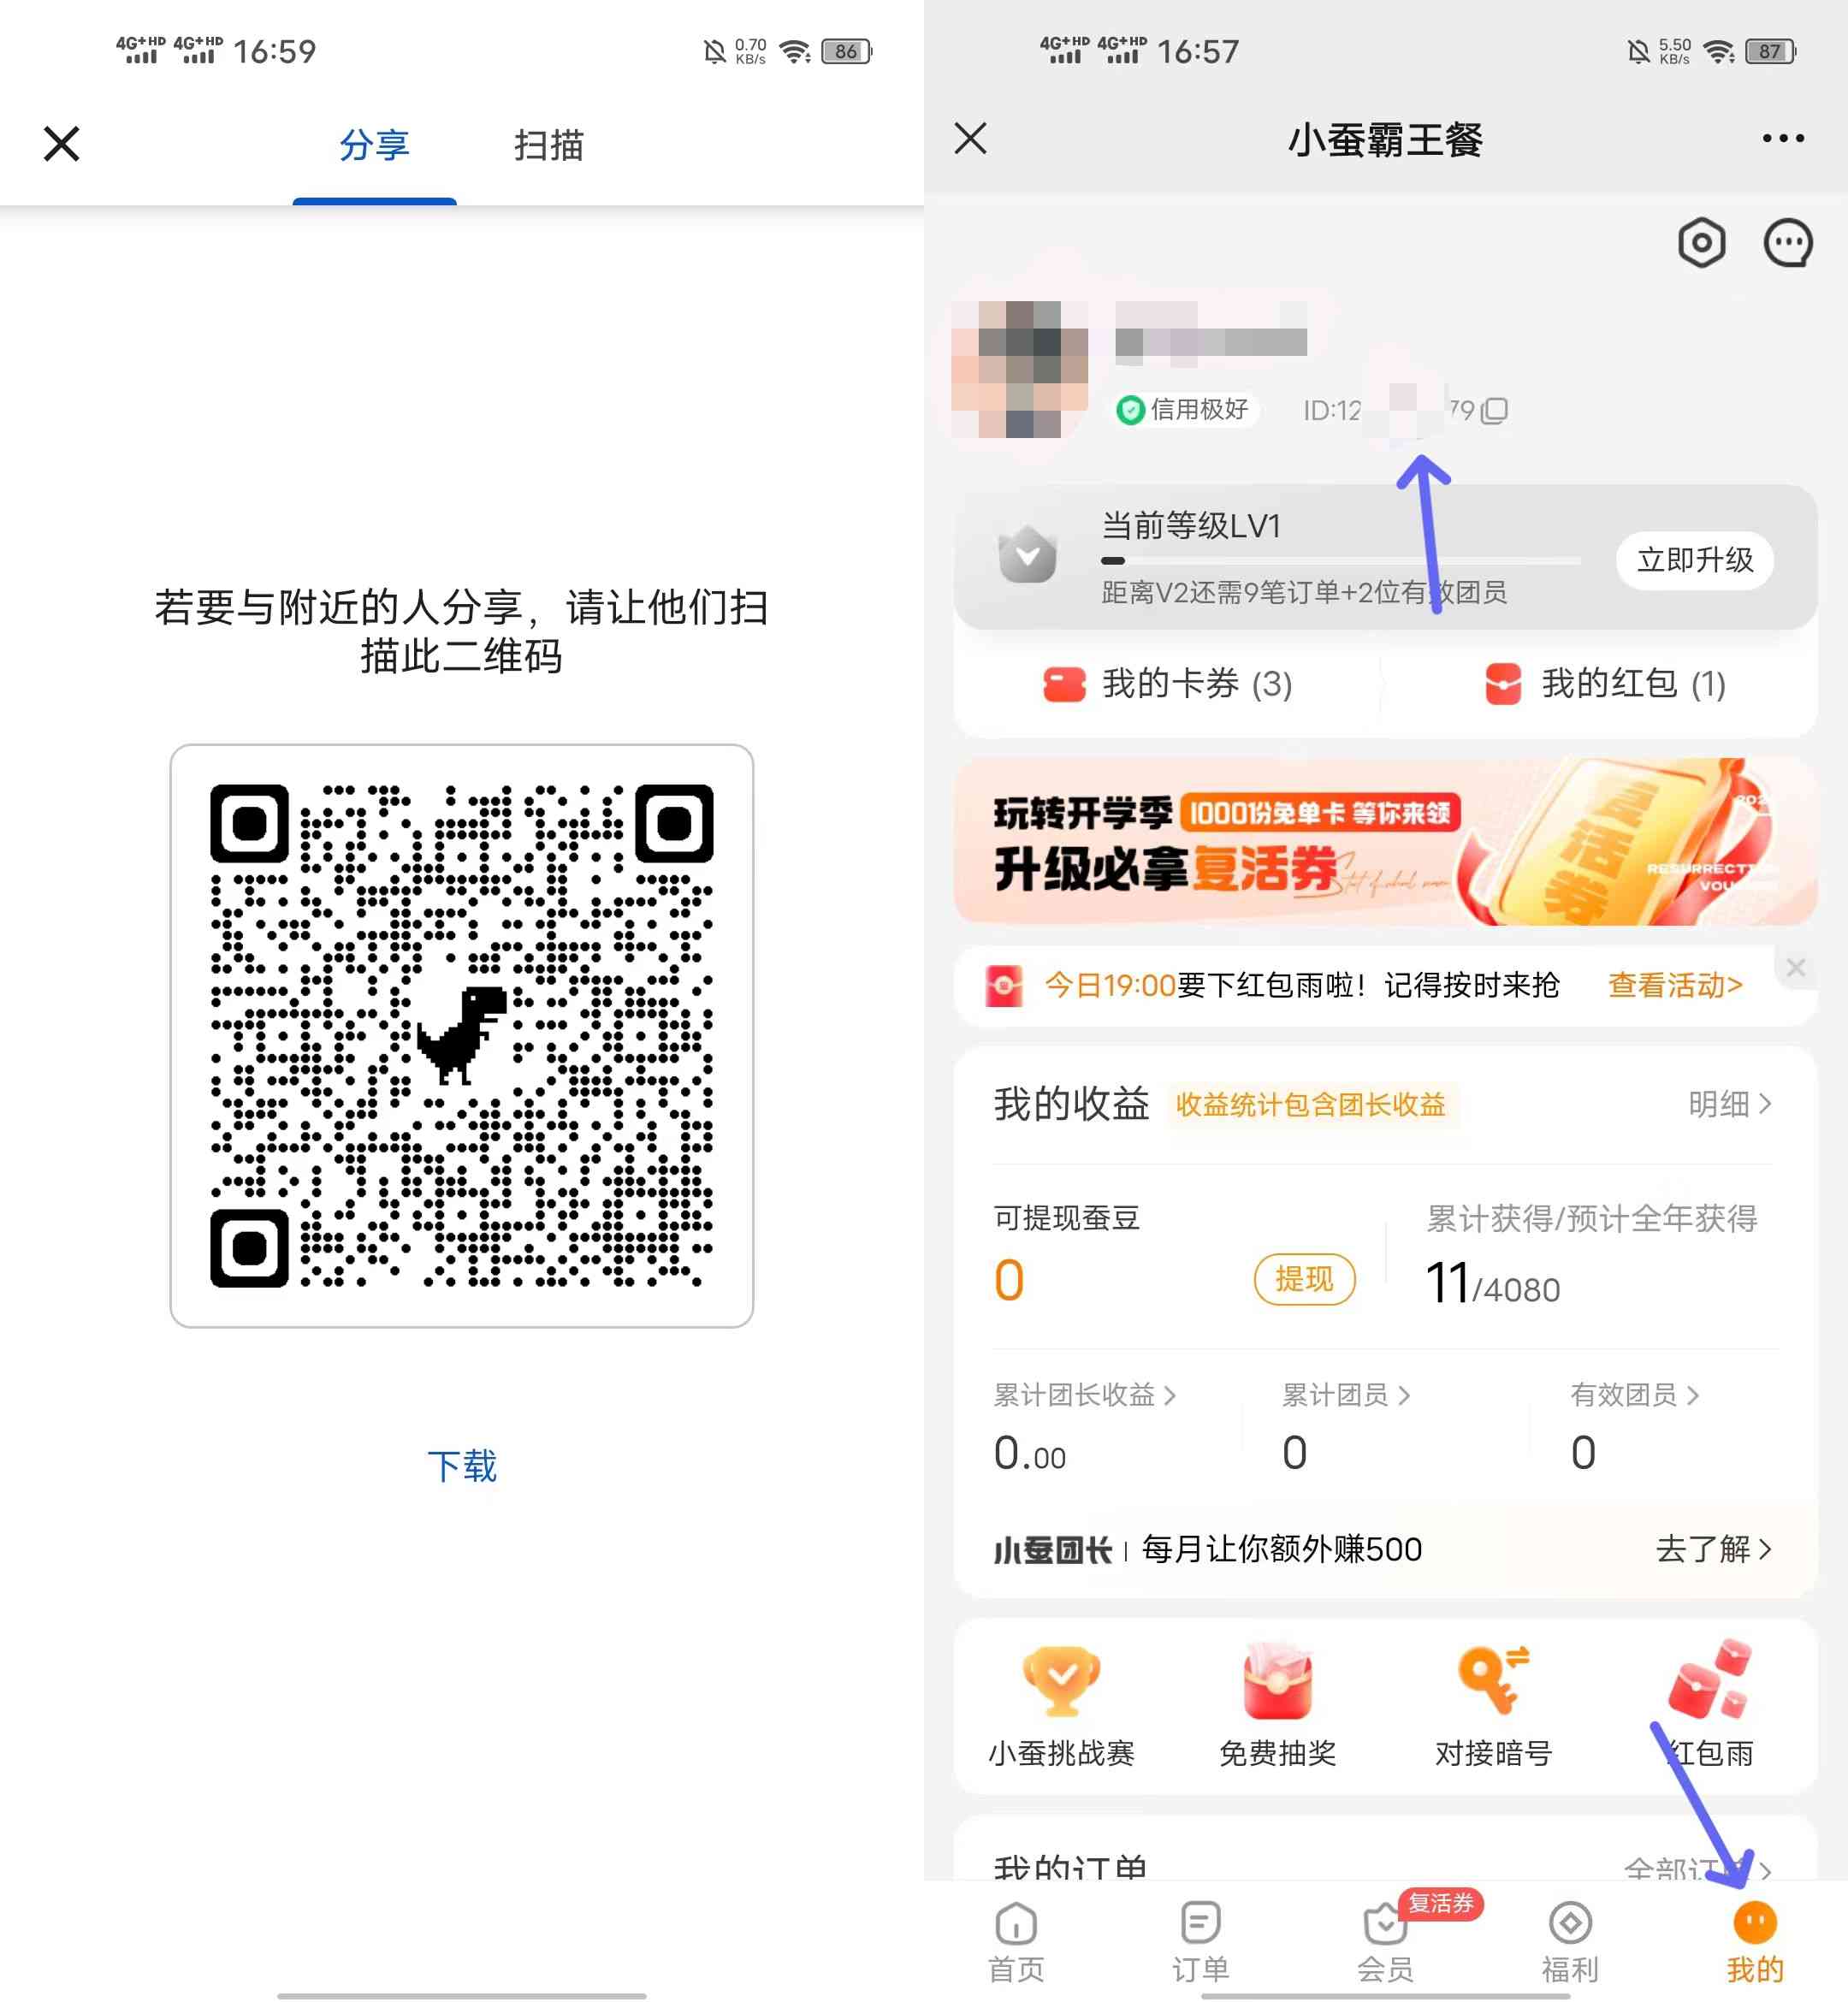 4G+HD 4G+HD 16:59
0.70 KB/s 86
分享
扫描
若要与附近的人分享，请让他们扫
描此二维码
下载
4G+HD 4G+HD 16:57
5.50 KB/s 87
小蚕霸王餐
信用极好
ID:12
79
当前等级LV1
距离V2还需9笔订单+2位有效团员
立即升级
我的卡券 (3)
我的红包 (1)
玩转开学季 1000份免单卡 等你来领
升级必拿复活券
复活券
今日19:00要下红包雨啦！记得按时来抢
查看活动>
我的收益
收益统计包含团长收益
明细 >
可提现蚕豆
0
提现
累计获得/预计全年获得
11/4080
累计团长收益 >
0.00
累计团员 >
0
有效团员 >
0
小蚕团长 | 每月让你额外赚500
去了解 >
小蚕挑战赛
免费抽奖
对接暗号
红包雨
我的订单
全部订单 >
首页
订单
会员
复活券
福利
我的